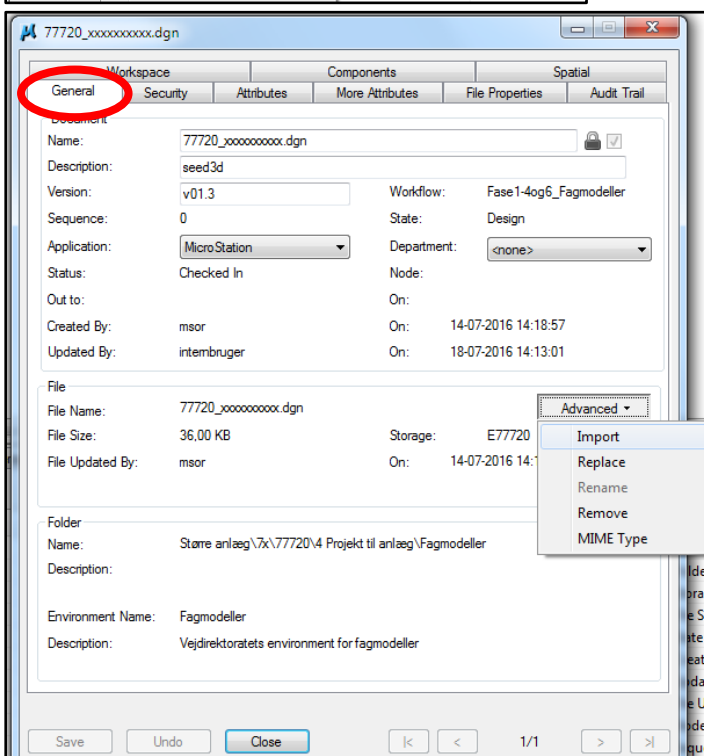 77720_xxxxxxxxxx.dgn
Workspace Components Spatial
General Security Attributes More Attributes File Properties Audit Trail
Document
Name: 77720_xxxxxxxxxx.dgn
Description: seed3d
Version: v01.3 Workflow: Fase1-4og6_Fagmodeller
Sequence: 0 State: Design
Application: MicroStation Department: <none>
Status: Checked In Node:
Out to: On:
Created By: msor On: 14-07-2016 14:18:57
Updated By: internbruger On: 18-07-2016 14:13:01
File
File Name: 77720_xxxxxxxxxx.dgn Advanced
File Size: 36,00 KB Storage: E77720 Import
File Updated By: msor On: 14-07-2016 14:1 Replace
Rename
Remove
MIME Type
Folder
Name: Større anlæg\7x\77720\4 Projekt til anlæg\Fagmodeller
Description:
Environment Name: Fagmodeller
Description: Vejdirektoratets environment for fagmodeller
Save Undo Close |< < 1/1 > >|